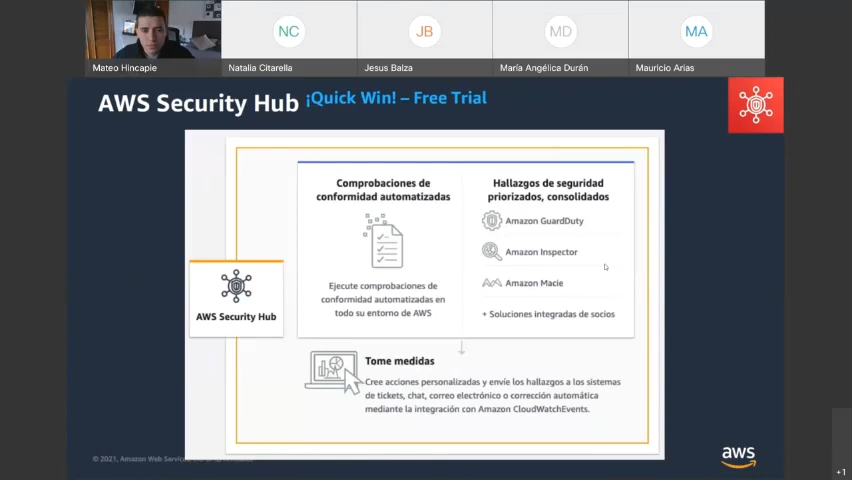 NC
JB
MD
MA
Mateo Hincapie
Natalia Citarella
Jesus Balza
María Angélica Durán
Mauricio Arias
AWS Security Hub ¡Quick Win! – Free Trial
Comprobaciones de
conformidad automatizadas
Ejecute comprobaciones de
conformidad automatizadas en
todo su entorno de AWS
Hallazgos de seguridad
priorizados, consolidados
Amazon GuardDuty
Amazon Inspector
Amazon Macie
+ Soluciones integradas de socios
AWS Security Hub
Tome medidas
Cree acciones personalizadas y envíe los hallazgos a los sistemas
de tickets, chat, correo electrónico o corrección automática
mediante la integración con Amazon CloudWatchEvents.
© 2021, Amazon Web Servic
aws
+1